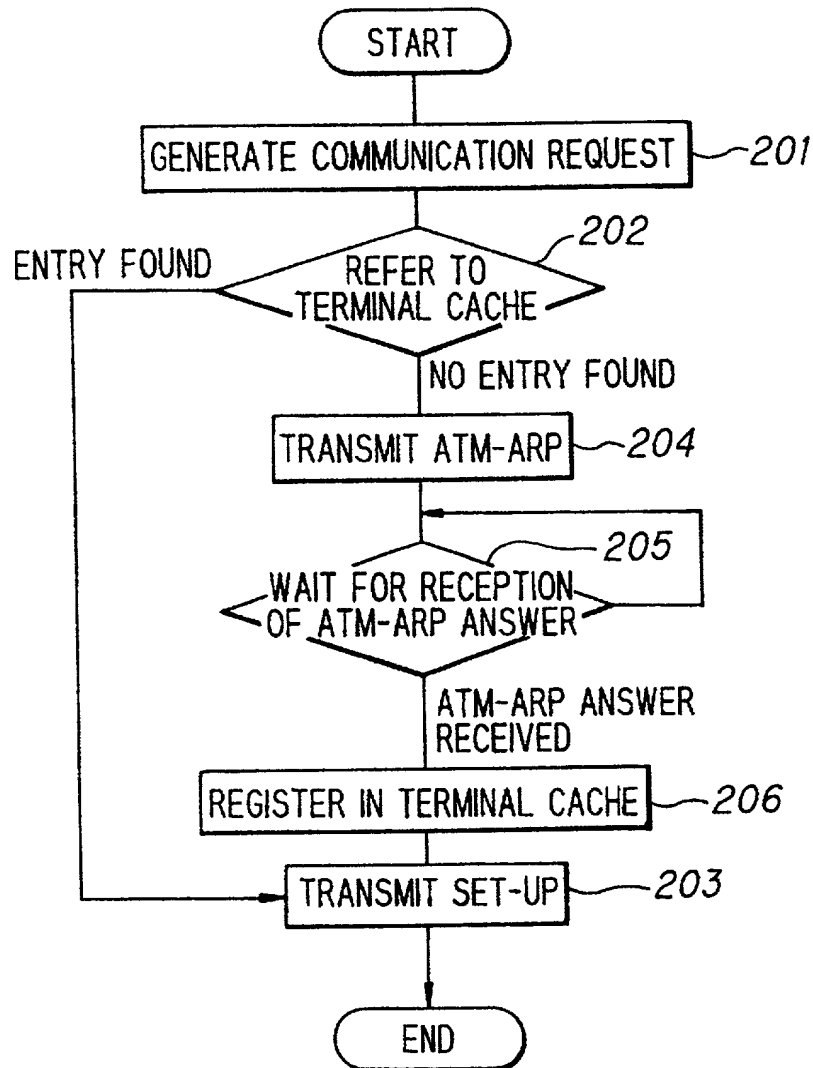 START
GENERATE COMMUNICATION REQUEST
201
202
ENTRY FOUND
REFER TO
TERMINAL CACHE
NO ENTRY FOUND
TRANSMIT ATM-ARP
204
205
WAIT FOR RECEPTION
OF ATM-ARP ANSWER
ATM-ARP ANSWER
RECEIVED
REGISTER IN TERMINAL CACHE
206
TRANSMIT SET-UP
203
END